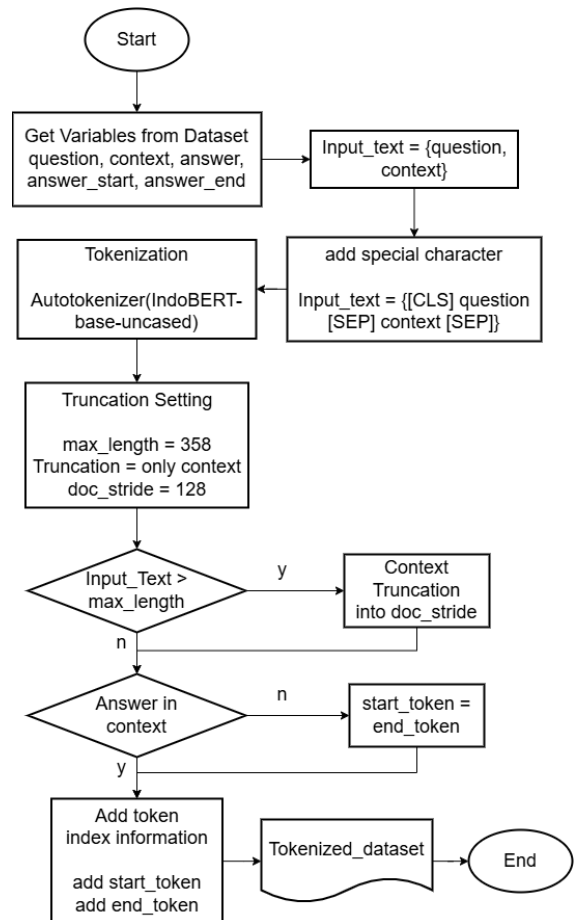 Start
Get Variables from Dataset
question, context, answer,
answer_start, answer_end
Input_text = {question,
context}
add special character
Input_text = {[CLS] question
[SEP] context [SEP]}
Tokenization
Autotokenizer(IndoBERT-
base-uncased)
Truncation Setting
max_length = 358
Truncation = only context
doc_stride = 128
Input_Text >
max_length
y
Context
Truncation
into doc_stride
n
Answer in
context
n
start_token =
end_token
y
Add token
index information
add start_token
add end_token
Tokenized_dataset
End